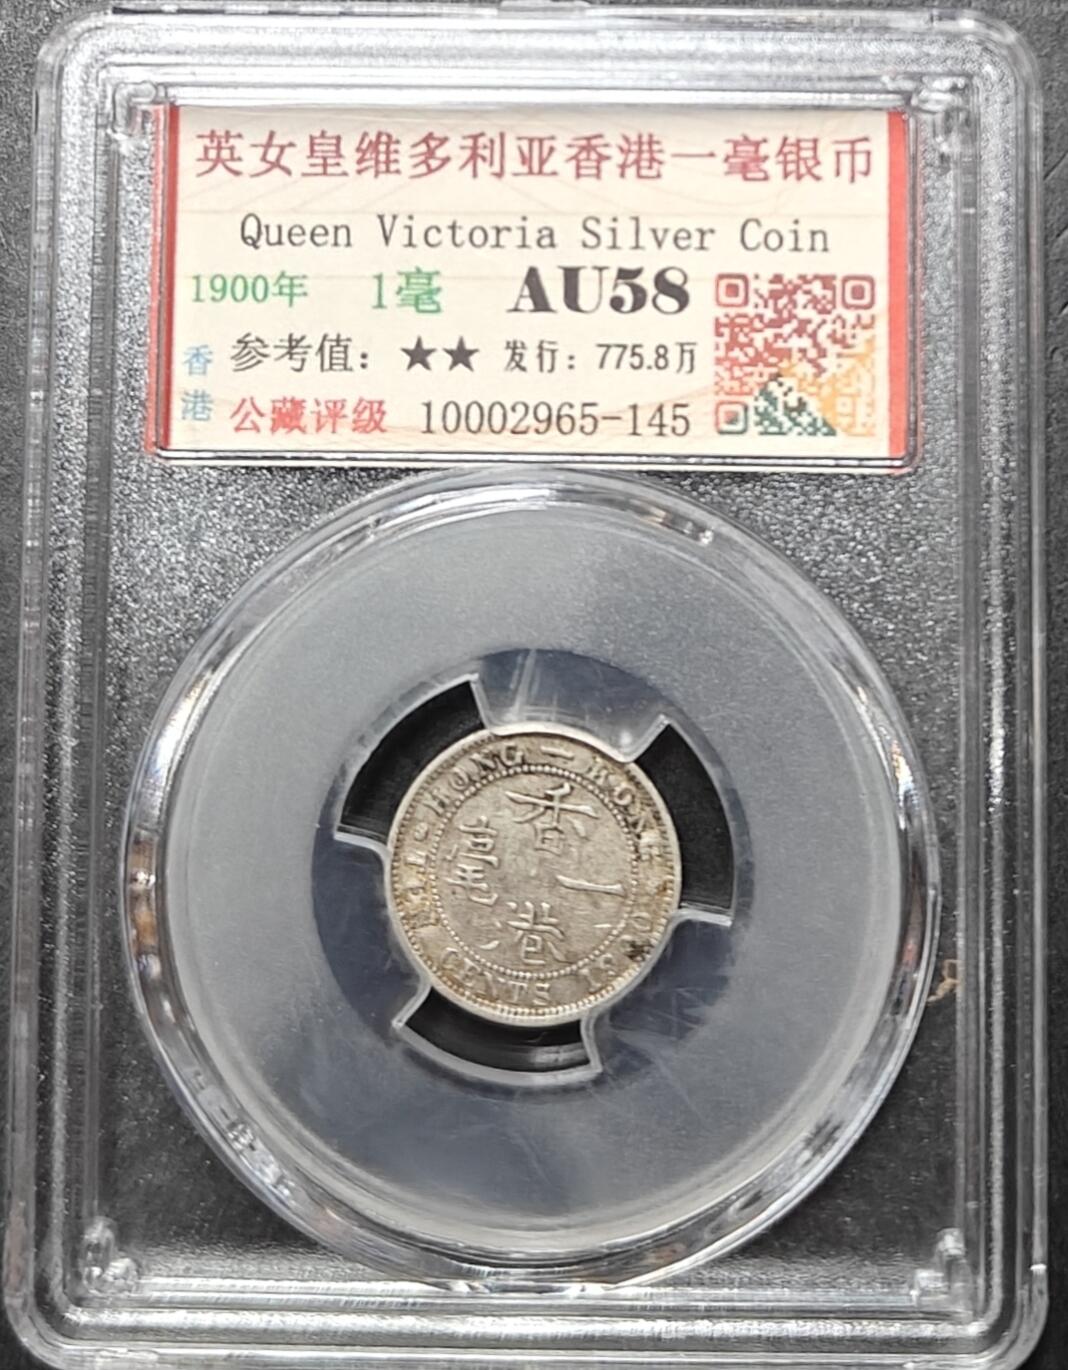 英女皇维多利亚香港一毫银币
Queen Victoria Silver Coin
1900年 1毫 AU58
香港 参考值：★★ 发行：775.8万
公藏评级 10002965-145
HONG – KONG
香
毫 一
港
CENTS